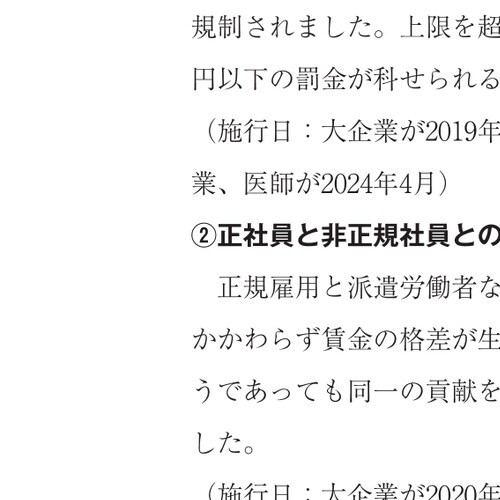 規制されました。上限を超
円以下の罰金が科せられる
（施行日：大企業が2019年
業、医師が2024年4月）
②正社員と非正規社員との
正規雇用と派遣労働者な
かかわらず賃金の格差が生
うであっても同一の貢献を
した。
（施行日：大企業が2020年